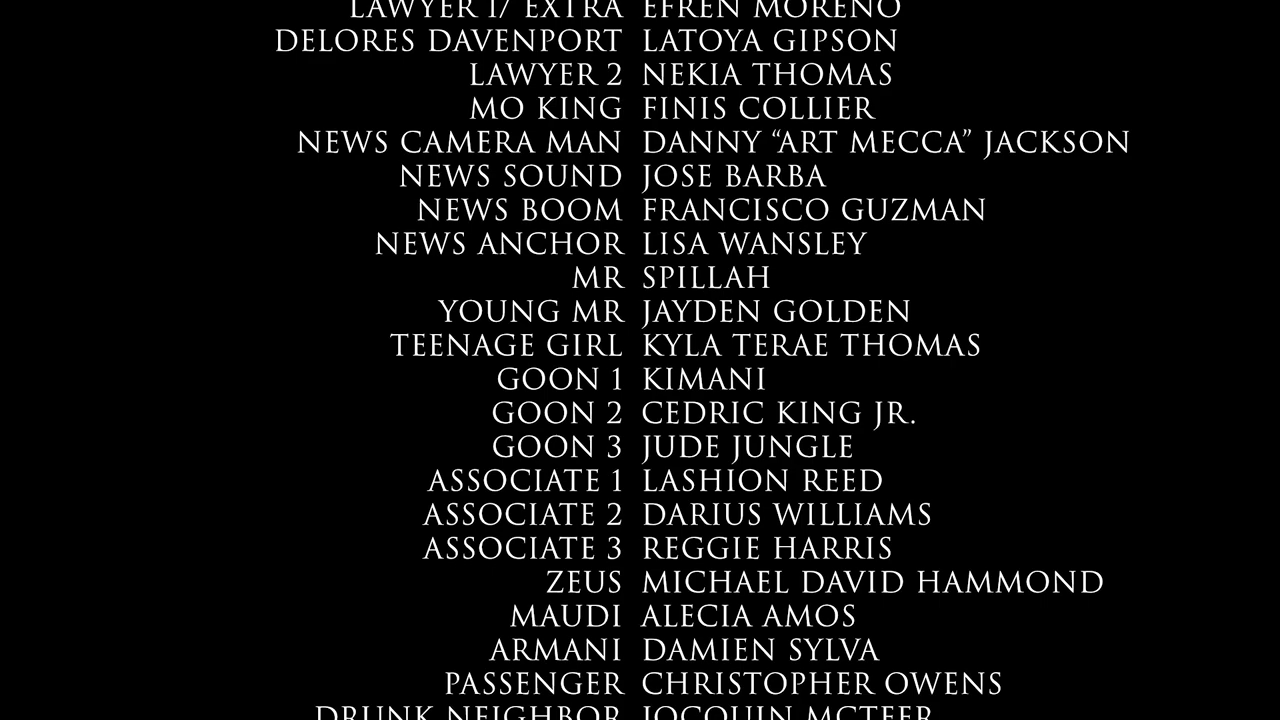 LAWYER 1/ EXTRA EFREN MORENO
DELORES DAVENPORT LATOYA GIPSON
LAWYER 2 NEKIA THOMAS
MO KING FINIS COLLIER
NEWS CAMERA MAN DANNY “ART MECCA” JACKSON
NEWS SOUND JOSE BARBA
NEWS BOOM FRANCISCO GUZMAN
NEWS ANCHOR LISA WANSLEY
MR SPILLAH
YOUNG MR JAYDEN GOLDEN
TEENAGE GIRL KYLA TERAE THOMAS
GOON 1 KIMANI
GOON 2 CEDRIC KING JR.
GOON 3 JUDE JUNGLE
ASSOCIATE 1 LASHION REED
ASSOCIATE 2 DARIUS WILLIAMS
ASSOCIATE 3 REGGIE HARRIS
ZEUS MICHAEL DAVID HAMMOND
MAUDI ALECIA AMOS
ARMANI DAMIEN SYLVA
PASSENGER CHRISTOPHER OWENS
DRUNK NEIGHBOR JOCQUIN MCTEER